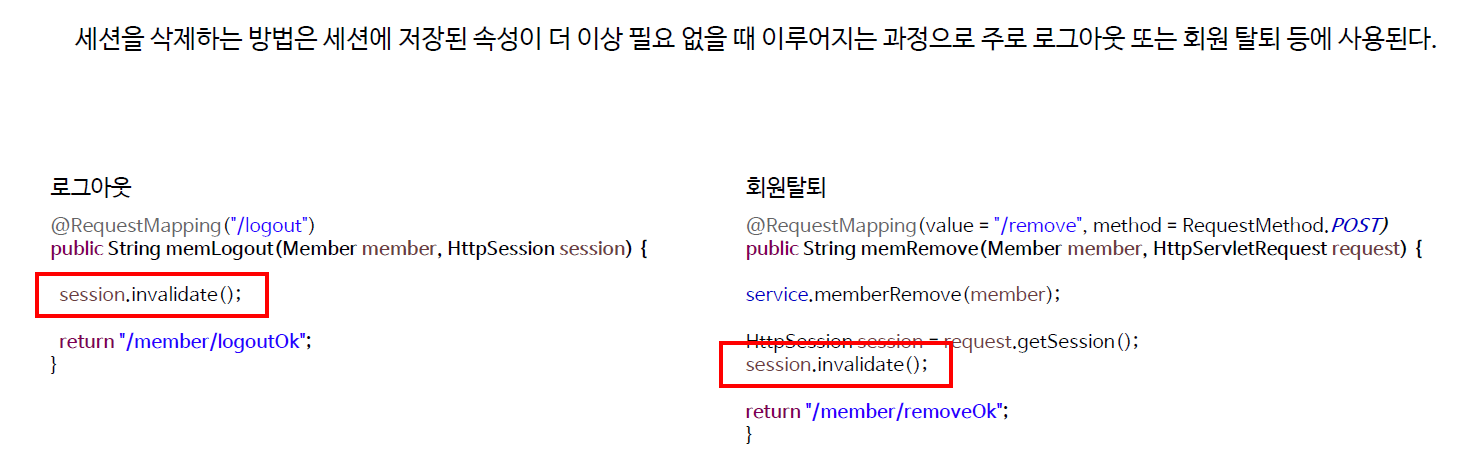 세션을 삭제하는 방법은 세션에 저장된 속성이 더 이상 필요 없을 때 이루어지는 과정으로 주로 로그아웃 또는 회원 탈퇴 등에 사용된다.
로그아웃
@RequestMapping("/logout")
public String memLogout(Member member, HttpSession session) {
session.invalidate();
return "/member/logoutOk";
}
회원탈퇴
@RequestMapping(value = "/remove", method = RequestMethod.POST)
public String memRemove(Member member, HttpServletRequest request) {
service.memberRemove(member);
HttpSession session = request.getSession();
session.invalidate();
return "/member/removeOk";
}